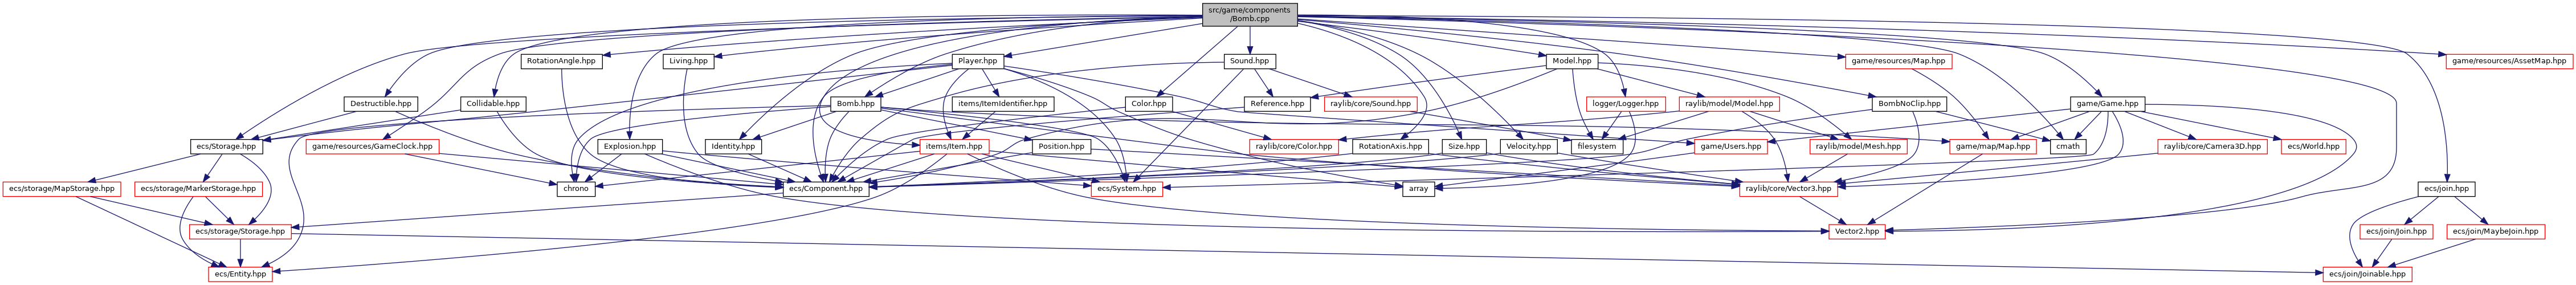 src/game/components
/Bomb.cpp
RotationAngle.hpp
Living.hpp
Player.hpp
Sound.hpp
Model.hpp
game/resources/Map.hpp
game/resources/AssetMap.hpp
Destructible.hpp
Collidable.hpp
Bomb.hpp
items/ItemIdentifier.hpp
Color.hpp
Reference.hpp
raylib/core/Sound.hpp
logger/Logger.hpp
raylib/model/Model.hpp
BombNoClip.hpp
game/Game.hpp
ecs/Storage.hpp
game/resources/GameClock.hpp
Explosion.hpp
Identity.hpp
items/Item.hpp
Position.hpp
raylib/core/Color.hpp
RotationAxis.hpp
Size.hpp
Velocity.hpp
filesystem
game/Users.hpp
raylib/model/Mesh.hpp
game/map/Map.hpp
cmath
raylib/core/Camera3D.hpp
ecs/World.hpp
ecs/storage/MapStorage.hpp
ecs/storage/MarkerStorage.hpp
chrono
ecs/Component.hpp
ecs/System.hpp
array
raylib/core/Vector3.hpp
ecs/join.hpp
ecs/storage/Storage.hpp
Vector2.hpp
ecs/join/Join.hpp
ecs/join/MaybeJoin.hpp
ecs/Entity.hpp
ecs/join/Joinable.hpp